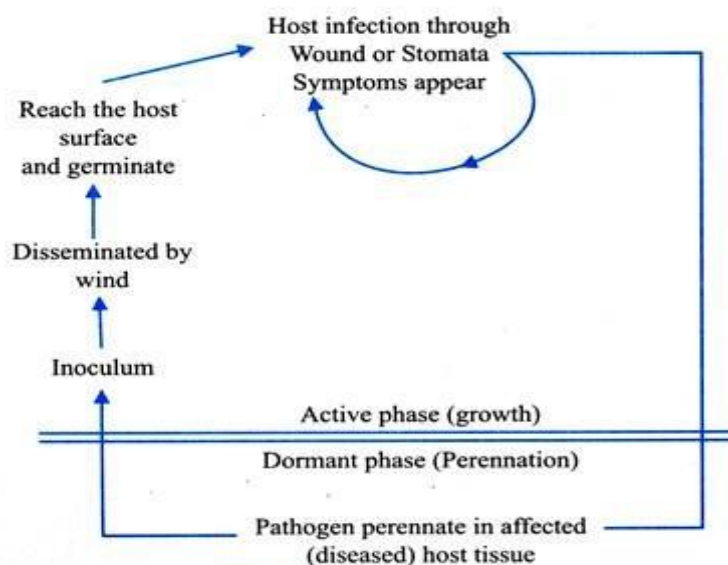 Host infection through
Wound or Stomata
Symptoms appear
Reach the host
surface
and germinate
Disseminated by
wind
Inoculum
Active phase (growth)
Dormant phase (Perennation)
Pathogen perennate in affected
(diseased) host tissue